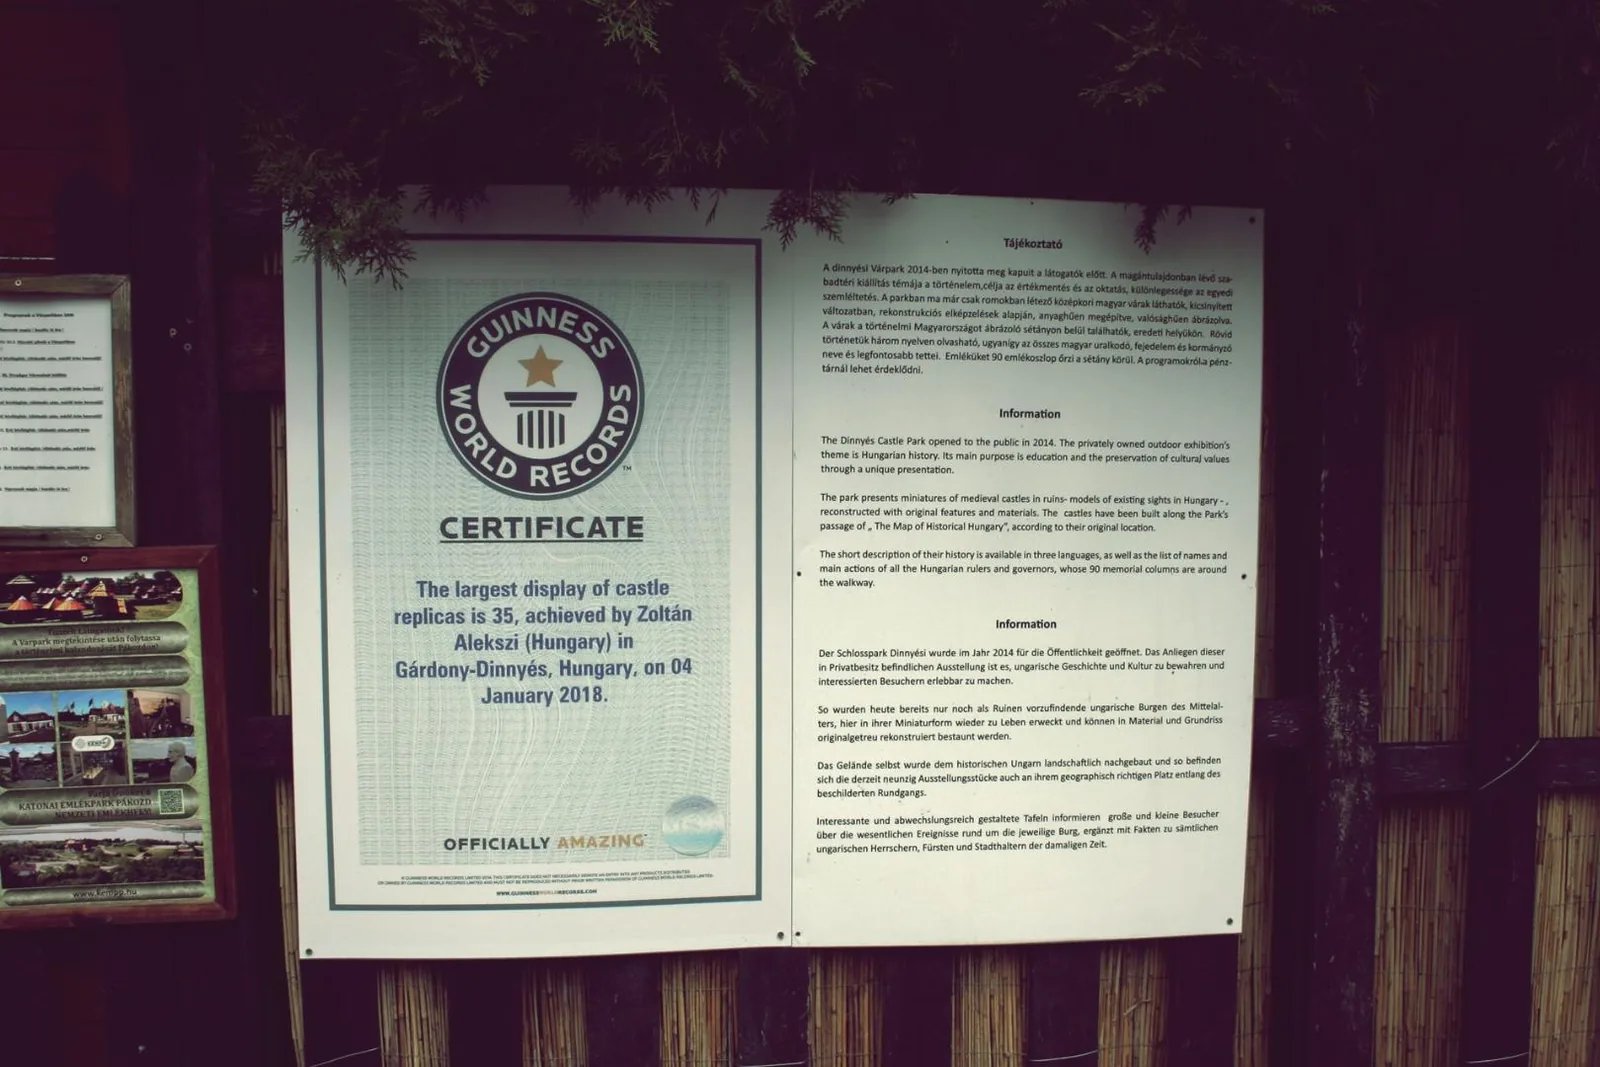 GUINNESS
WORLD RECORDS
TM
CERTIFICATE
The largest display of castle
replicas is 35, achieved by Zoltán
Alekszi (Hungary) in
Gárdony-Dinnyés, Hungary, on 04
January 2018.
OFFICIALLY AMAZING
WWW.GUINNESSWORLDRECORDS.COM
Tájékoztató
A dinnyési Várpark 2014-ben nyitotta meg kapuit a látogatók előtt. A magántulajdonban lévő sza-
badtéri kiállítás témája a történelem,célja az értékmentés és az oktatás, különlegessége az egyedi
szemléltetés. A parkban ma már csak romokban létező középkori magyar várak láthatók, kicsinyített
változatban, rekonstrukciós elképzelések alapján, anyaghűen megépítve, valósághűen ábrázolva.
A várak a történelmi Magyarországot ábrázoló sétányon belül találhatók, eredeti helyükön. Rövid
történetük három nyelven olvasható, ugyanígy az összes magyar uralkodó, fejedelem és kormányzó
neve és legfontosabb tettei. Emléküket 90 emlékoszlop őrzi a sétány körül. A programokról a pénz-
tárnál lehet érdeklődni.
Information
The Dinnyés Castle Park opened to the public in 2014. The privately owned outdoor exhibition's
theme is Hungarian history. Its main purpose is education and the preservation of cultural values
through a unique presentation.
The park presents miniatures of medieval castles in ruins- models of existing sights in Hungary - ,
reconstructed with original features and materials. The castles have been built along the Park's
passage of „ The Map of Historical Hungary", according to their original location.
The short description of their history is available in three languages, as well as the list of names and
main actions of all the Hungarian rulers and governors, whose 90 memorial columns are around
the walkway.
Information
Der Schlosspark Dinnyési wurde im Jahr 2014 für die Öffentlichkeit geöffnet. Das Anliegen dieser
in Privatbesitz befindlichen Ausstellung ist es, ungarische Geschichte und Kultur zu bewahren und
interessierten Besuchern erlebbar zu machen.
So wurden heute bereits nur noch als Ruinen vorzufindende ungarische Burgen des Mittelal-
ters, hier in ihrer Miniaturform wieder zu Leben erweckt und können in Material und Grundriss
originalgetreu rekonstruiert bestaunt werden.
Das Gelände selbst wurde dem historischen Ungarn landschaftlich nachgebaut und so befinden
sich die derzeit neunzig Ausstellungsstücke auch an ihrem geographisch richtigen Platz entlang des
beschilderten Rundgangs.
Interessante und abwechslungsreich gestaltete Tafeln informieren große und kleine Besucher
über die wesentlichen Ereignisse rund um die jeweilige Burg, ergänzt mit Fakten zu sämtlichen
ungarischen Herrschern, Fürsten und Stadthaltern der damaligen Zeit.
A Várpark megtekintése után folytassa
KATONAI EMLÉKPARK PÁKOZD
NEMZETI EMLÉKHELY
www.kempp.hu